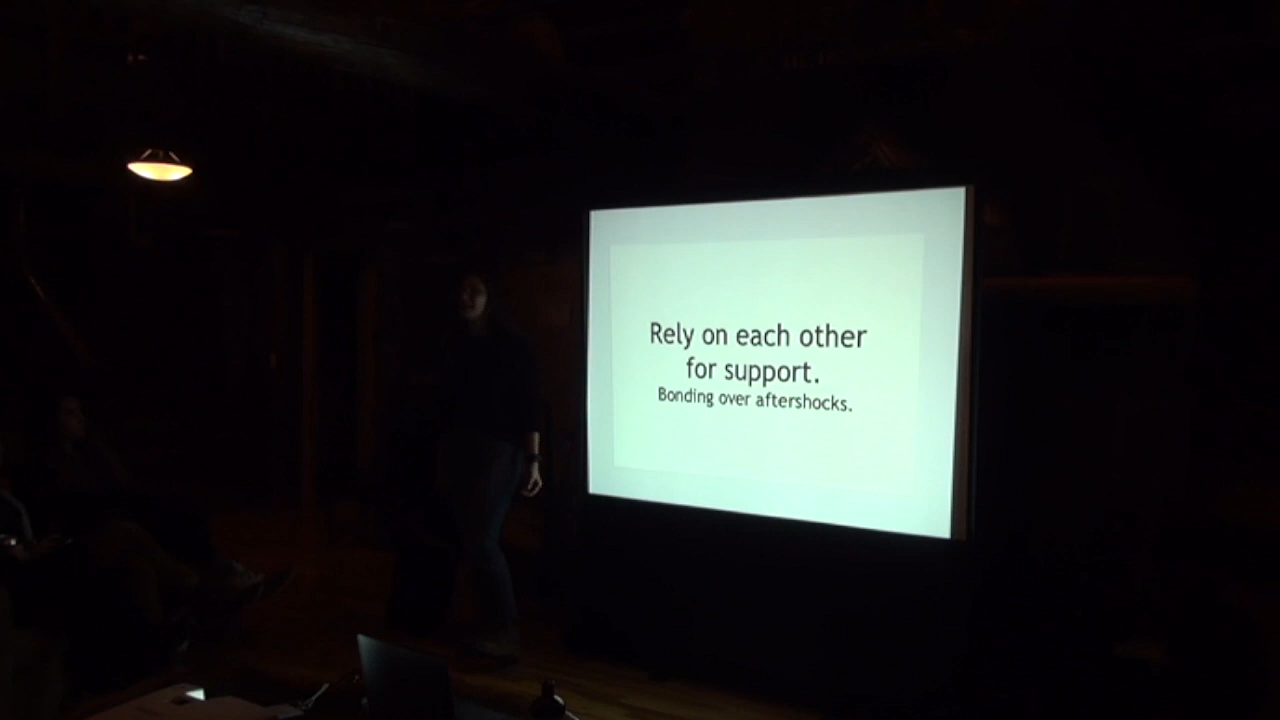 Rely on each other
for support.
Bonding over aftershocks.